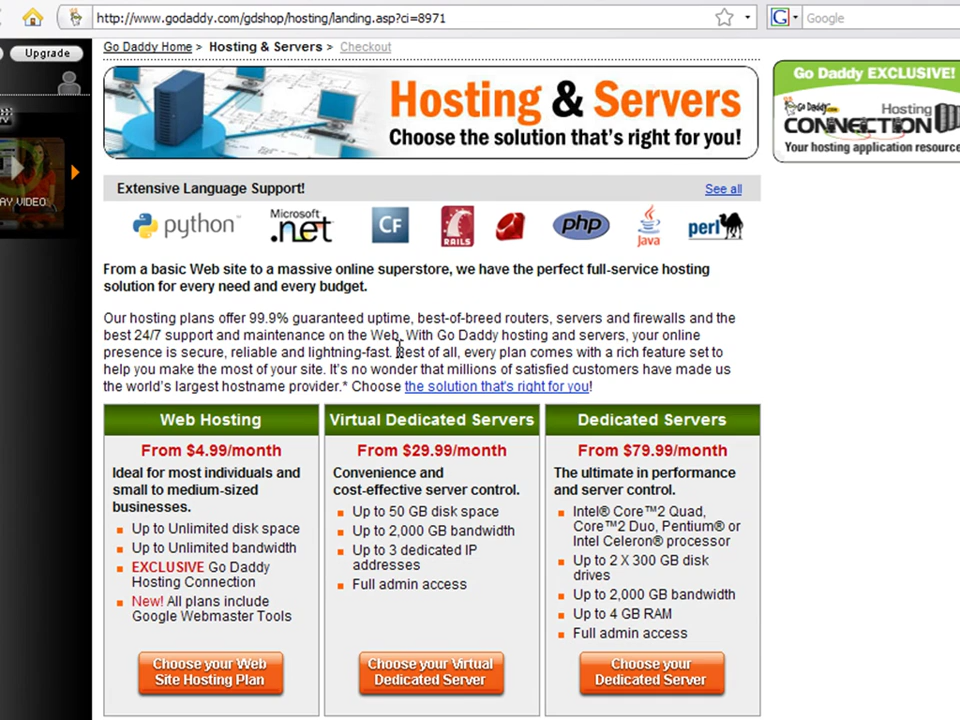 http://www.godaddy.com/gdshop/hosting/landing.asp?ci=8971
Google
Upgrade
Go Daddy Home > Hosting & Servers > Checkout
Hosting & Servers
Choose the solution that's right for you!
Go Daddy EXCLUSIVE!
Go Daddy.com
Hosting
CONNECTION
Your hosting application resource
AY VIDEO
Extensive Language Support!
See all
python
Microsoft
.net
CF
RAILS
php
Java
perl
From a basic Web site to a massive online superstore, we have the perfect full-service hosting
solution for every need and every budget.
Our hosting plans offer 99.9% guaranteed uptime, best-of-breed routers, servers and firewalls and the
best 24/7 support and maintenance on the Web. With Go Daddy hosting and servers, your online
presence is secure, reliable and lightning-fast. Best of all, every plan comes with a rich feature set to
help you make the most of your site. It's no wonder that millions of satisfied customers have made us
the world's largest hostname provider.* Choose the solution that's right for you!
Web Hosting
From $4.99/month
Ideal for most individuals and
small to medium-sized
businesses.
Up to Unlimited disk space
Up to Unlimited bandwidth
EXCLUSIVE Go Daddy
Hosting Connection
New! All plans include
Google Webmaster Tools
Choose your Web
Site Hosting Plan
Virtual Dedicated Servers
From $29.99/month
Convenience and
cost-effective server control.
Up to 50 GB disk space
Up to 2,000 GB bandwidth
Up to 3 dedicated IP
addresses
Full admin access
Choose your Virtual
Dedicated Server
Dedicated Servers
From $79.99/month
The ultimate in performance
and server control.
Intel® Core™2 Quad,
Core™2 Duo, Pentium® or
Intel Celeron® processor
Up to 2 X 300 GB disk
drives
Up to 2,000 GB bandwidth
Up to 4 GB RAM
Full admin access
Choose your
Dedicated Server